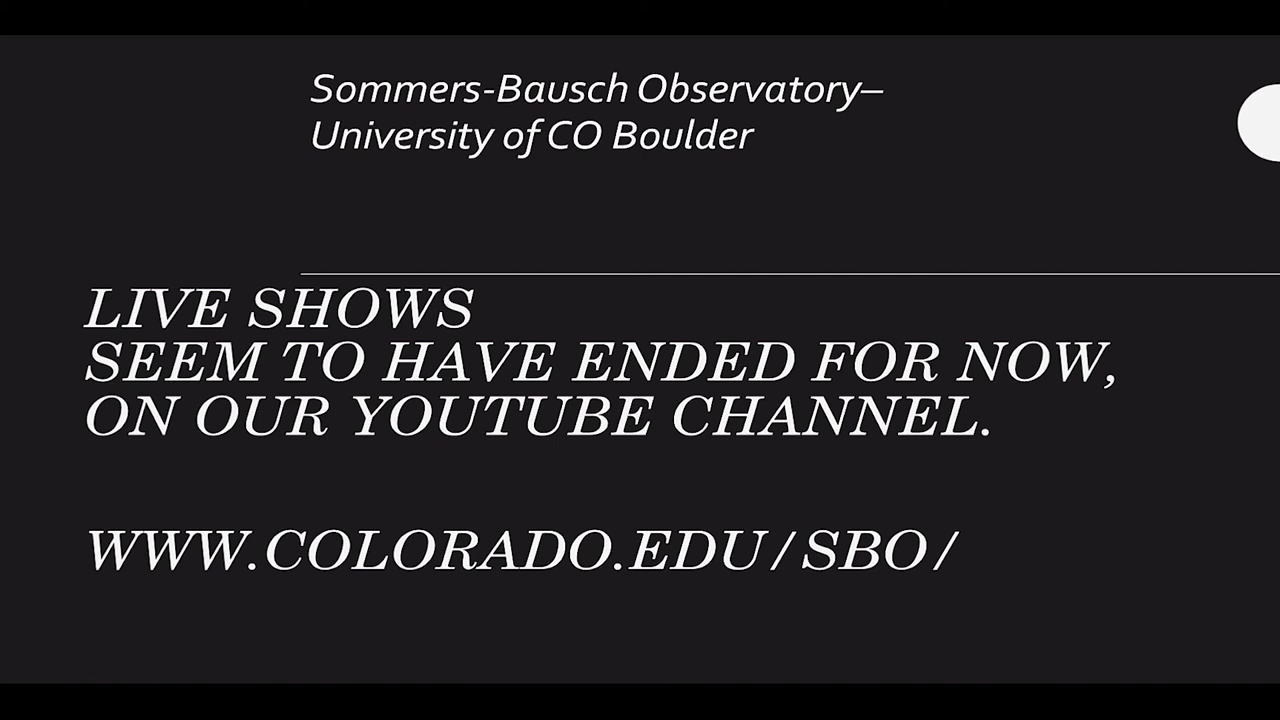 Sommers-Bausch Observatory–
University of CO Boulder
LIVE SHOWS
SEEM TO HAVE ENDED FOR NOW,
ON OUR YOUTUBE CHANNEL.
WWW.COLORADO.EDU/SBO/